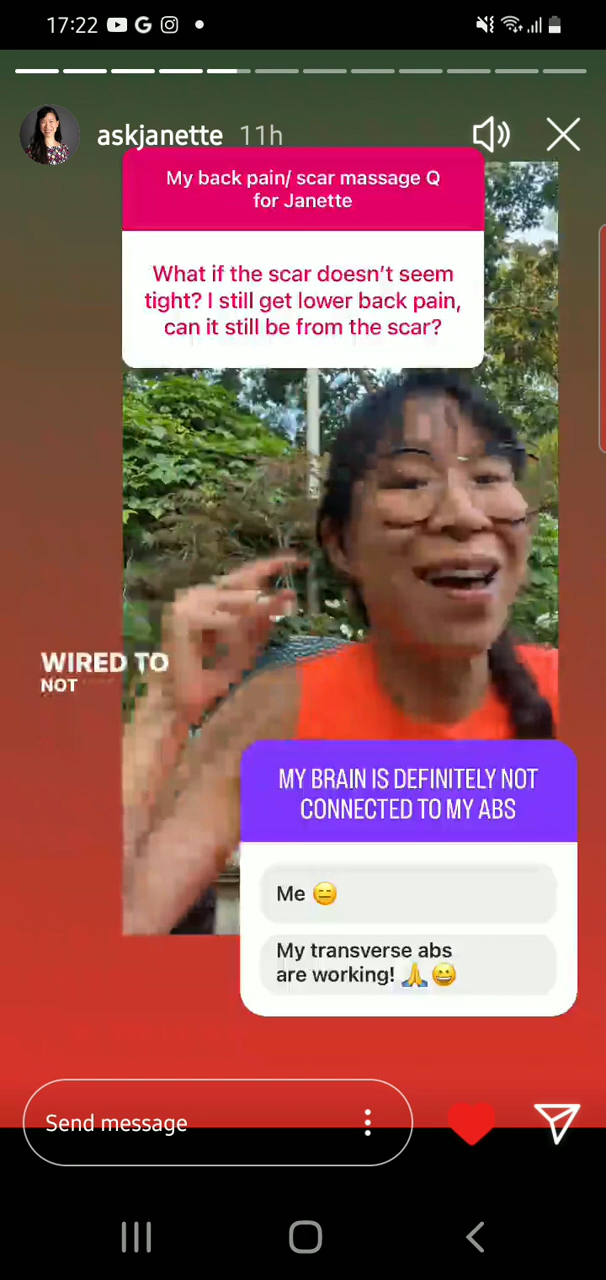 17:22
askjanette 11h
My back pain/ scar massage Q
for Janette
What if the scar doesn’t seem
tight? I still get lower back pain,
can it still be from the scar?
WIRED TO
NOT
MY BRAIN IS DEFINITELY NOT
CONNECTED TO MY ABS
Me 😑
My transverse abs
are working! 🙏😀
Send message